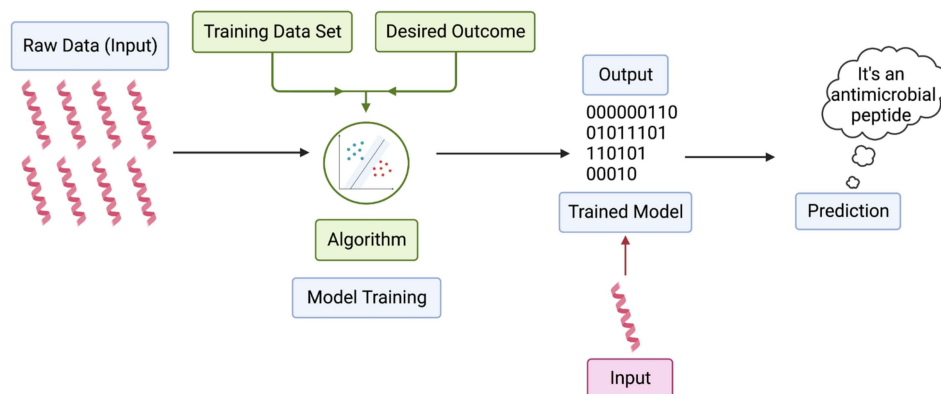 Raw Data (Input)
Training Data Set
Desired Outcome
Algorithm
Model Training
Output
000000110
01011101
110101
00010
Trained Model
Input
It's an
antimicrobial
peptide
Prediction